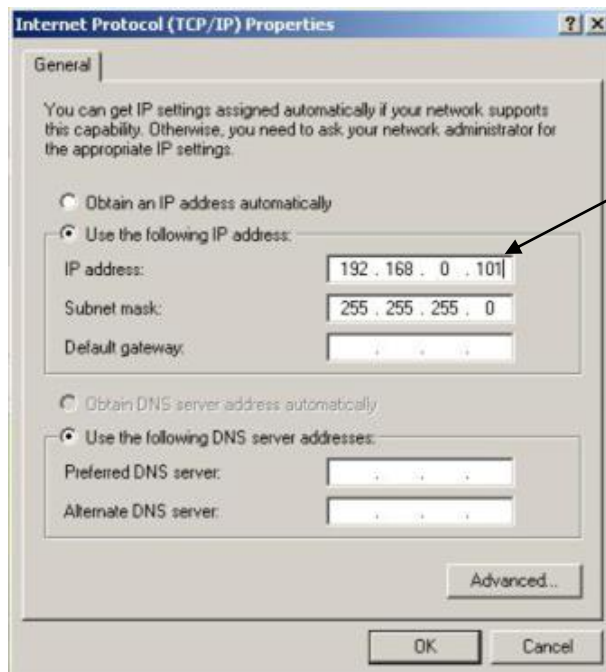 Internet Protocol (TCP/IP) Properties
General
You can get IP settings assigned automatically if your network supports
this capability. Otherwise, you need to ask your network administrator for
the appropriate IP settings.
Obtain an IP address automatically
Use the following IP address:
IP address: 192 . 168 . 0 . 101
Subnet mask: 255 . 255 . 255 . 0
Default gateway: . . .
Obtain DNS server address automatically
Use the following DNS server addresses:
Preferred DNS server: . . .
Alternate DNS server: . . .
Advanced...
OK Cancel